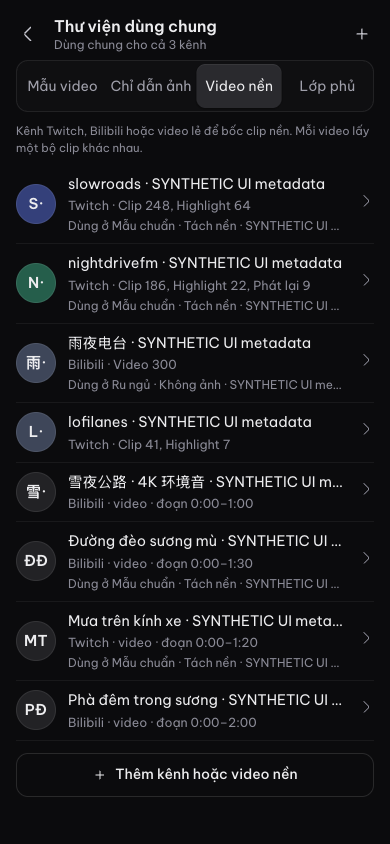 Thư viện dùng chung
Dùng chung cho cả 3 kênh
Mẫu video
Chỉ dẫn ảnh
Video nền
Lớp phủ
Kênh Twitch, Bilibili hoặc video lẻ để bốc clip nền. Mỗi video lấy
một bộ clip khác nhau.
S·
slowroads · SYNTHETIC UI metadata
Twitch · Clip 248, Highlight 64
Dùng ở Mẫu chuẩn · Tách nền · SYNTHETIC UI ...
N·
nightdrivefm · SYNTHETIC UI metadata
Twitch · Clip 186, Highlight 22, Phát lại 9
Dùng ở Mẫu chuẩn · Tách nền · SYNTHETIC UI ...
雨·
雨夜电台 · SYNTHETIC UI metadata
Bilibili · Video 300
Dùng ở Ru ngủ · Không ảnh · SYNTHETIC UI me...
L·
lofilanes · SYNTHETIC UI metadata
Twitch · Clip 41, Highlight 7
雪·
雪夜公路 · 4K 环境音 · SYNTHETIC UI m...
Bilibili · video · đoạn 0:00–1:00
ĐĐ
Đường đèo sương mù · SYNTHETIC UI ...
Bilibili · video · đoạn 0:00–1:30
Dùng ở Mẫu chuẩn · Tách nền · SYNTHETIC UI ...
MT
Mưa trên kính xe · SYNTHETIC UI meta...
Twitch · video · đoạn 0:00–1:20
Dùng ở Mẫu chuẩn · Tách nền · SYNTHETIC UI ...
PĐ
Phà đêm trong sương · SYNTHETIC UI ...
Bilibili · video · đoạn 0:00–2:00
+ Thêm kênh hoặc video nền